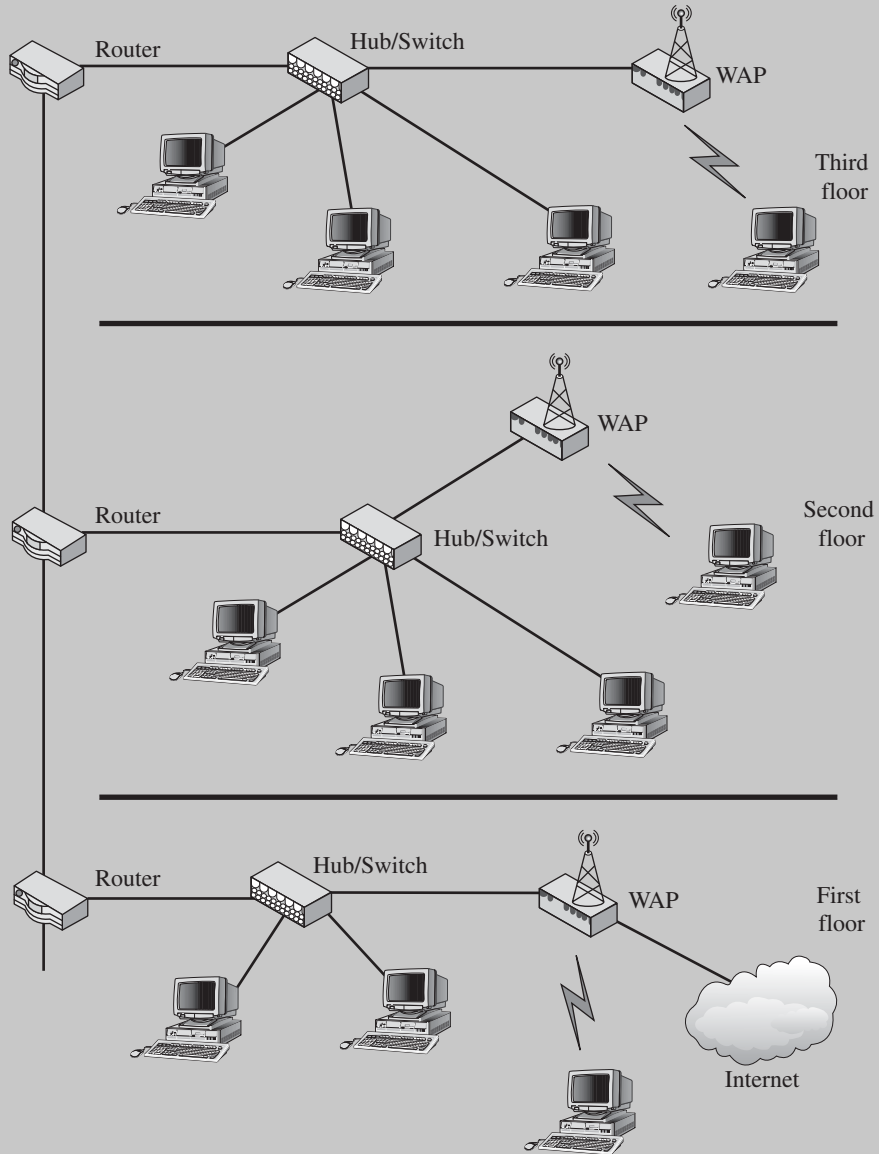 Router
Hub/Switch
WAP
Third
floor
WAP
Router
Hub/Switch
Second
floor
Router
Hub/Switch
WAP
First
floor
Internet